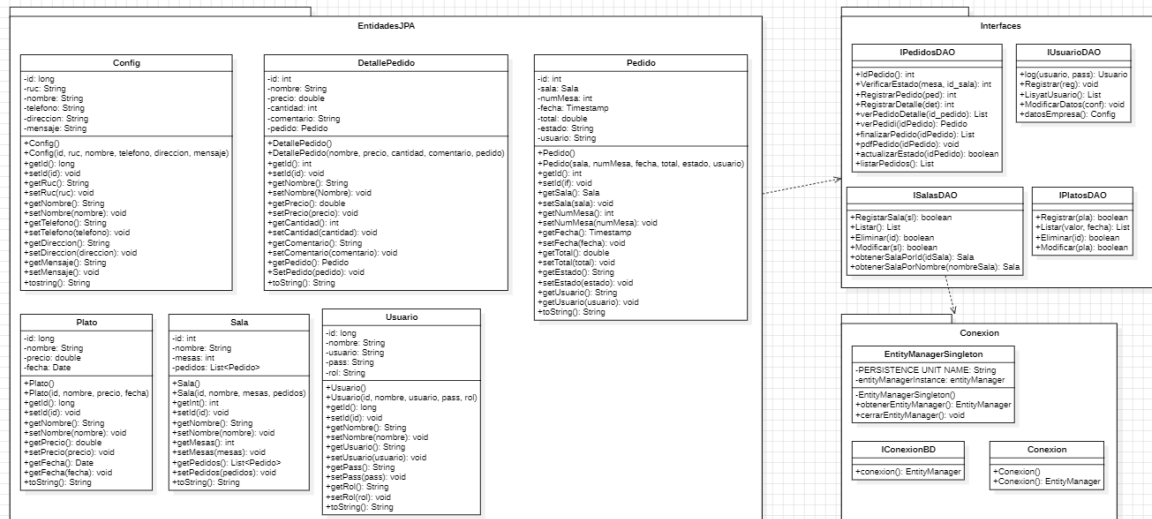 EntidadesJPA
Config
-id: long
-ruc: String
-nombre: String
-telefono: String
-direccion: String
-mensaje: String
+Config()
+Config(id, ruc, nombre, telefono, direccion, mensaje)
+getId(): long
+setId(id): void
+getRuc(): String
+setRuc(ruc): void
+getNombre(): String
+setNombre(nombre): void
+getTelefono(): String
+setTelefono(telefono): void
+getDireccion(): String
+setDireccion(direccion): void
+getMensaje(): String
+setMensaje(): void
+tostring(): String
DetallePedido
-id: int
-nombre: String
-precio: double
-cantidad: int
-comentario: String
-pedido: Pedido
+DetallePedido()
+DetallePedido(nombre, precio, cantidad, comentario, pedido)
+getId(): int
+setId(id): void
+getNombre(): String
+setNombre(Nombre): void
+getPrecio(): double
+setPrecio(precio): void
+getCantidad(): int
+setCantidad(cantidad): void
+getComentario(): String
+setComentario(comentario): void
+getPedido(): Pedido
+SetPedido(pedido): void
+toString(): String
Pedido
-id: int
-sala: Sala
-numMesa: int
-fecha: Timestamp
-total: double
-estado: String
-usuario: String
+Pedido()
+Pedido(sala, numMesa, fecha, total, estado, usuario)
+getId(): int
+setId(if): void
+getSala(): Sala
+setSala(sala): void
+getNumMesa(): int
+setNumMesa(numMesa): void
+getFecha(): Timestamp
+setFecha(fecha): void
+getTotal(): double
+setTotal(total): void
+getEstado(): String
+setEstado(estado): void
+getUsuario(): String
+getUsuario(usuario): void
+toString(): String
Plato
-id: long
-nombre: String
-precio: double
-fecha: Date
+Plato()
+Plato(id, nombre, precio, fecha)
+getId(): long
+setId(id): void
+getNombre(): String
+setNombre(nombre): void
+getPrecio(): double
+setPrecio(precio): void
+getFecha(): Date
+getFecha(fecha): void
+toString(): String
Sala
-id: int
-nombre: String
-mesas: int
-pedidos: List<Pedido>
+Sala()
+Sala(id, nombre, mesas, pedidos)
+getInt(): int
+setId(id): void
+getNombre(): String
+setNombre(nombre): void
+getMesas(): int
+setMesas(mesas): void
+getPedidos(): List<Pedido>
+setPedidos(pedidos): void
+toString(): String
Usuario
-id: long
-nombre: String
-usuario: String
-pass: String
-rol: String
+Usuario()
+Usuario(id, nombre, usuario, pass, rol)
+getId(): long
+setId(id): void
+getNombre(): String
+setNombre(nombre): void
+getUsuario(): String
+setUsuario(usuario): void
+getPass(): String
+setPass(pass): void
+getRol(): String
+setRol(rol): void
+toString(): String
Interfaces
IPedidosDAO
+IdPedido(): int
+VerificarEstado(mesa, id_sala): int
+RegistrarPedido(ped): int
+RegistrarDetalle(det): int
+verPedidoDetalle(id_pedido): List
+verPedidi(idPedido): Pedido
+finalizarPedido(idPedido): List
+pdfPedido(idPedido): void
+actualizarEstado(idPedido): boolean
+listarPedidos(): List
IUsuarioDAO
+log(usuario, pass): Usuario
+Registrar(reg): void
+LisyatUsuario(): List
+ModificarDatos(conf): void
+datosEmpresa(): Config
ISalasDAO
+RegistarSala(sl): boolean
+Listar(): List
+Eliminar(id): boolean
+Modificar(sl): boolean
+obtenerSalaPorId(idSala): Sala
+obtenerSalaPorNombre(nombreSala): Sala
IPlatosDAO
+Registrar(pla): boolean
+Listar(valor, fecha): List
+Eliminar(id): boolean
+Modificar(pla): boolean
Conexion
EntityManagerSingleton
-PERSISTENCE UNIT NAME: String
-entityManagerInstance: entityManager
-EntityManagerSingleton()
+obtenerEntityManager(): EntityManager
+cerrarEntityManager(): void
IConexionBD
+conexion(): EntityManager
Conexion
+Conexion()
+Conexion(): EntityManager